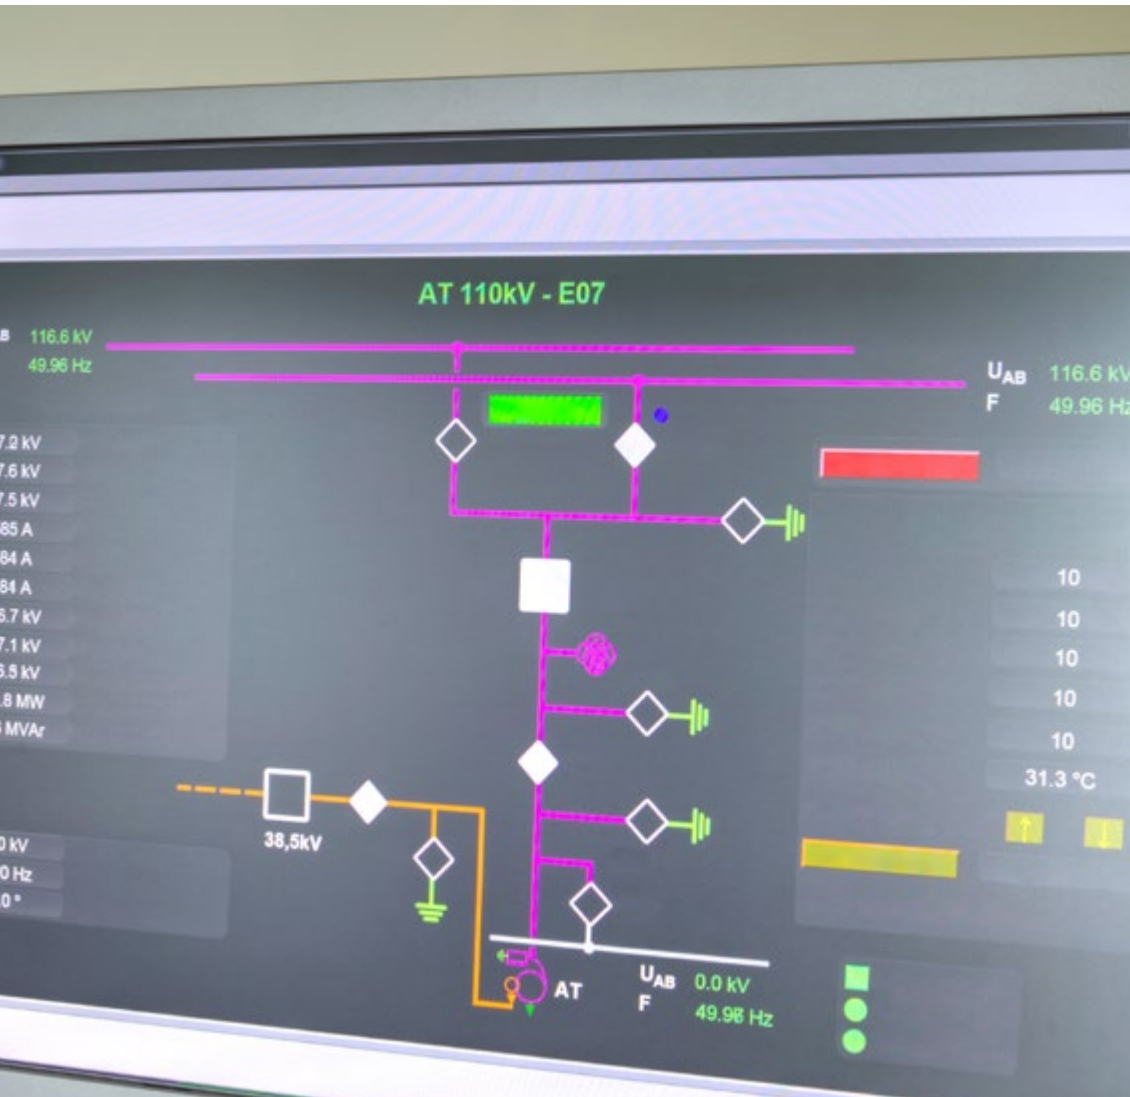 AT 110kV - E07
B 116.6 kV
49.96 Hz
UAB 116.6 kV
F 49.96 Hz
7.2 kV
7.6 kV
7.5 kV
85 A
84 A
84 A
6.7 kV
7.1 kV
6.5 kV
.8 MW
MVAr
10
10
10
10
10
31.3 °C
↑ ↓
38,5kV
0 kV
0 Hz
.0 °
AT
UAB 0.0 kV
F 49.96 Hz